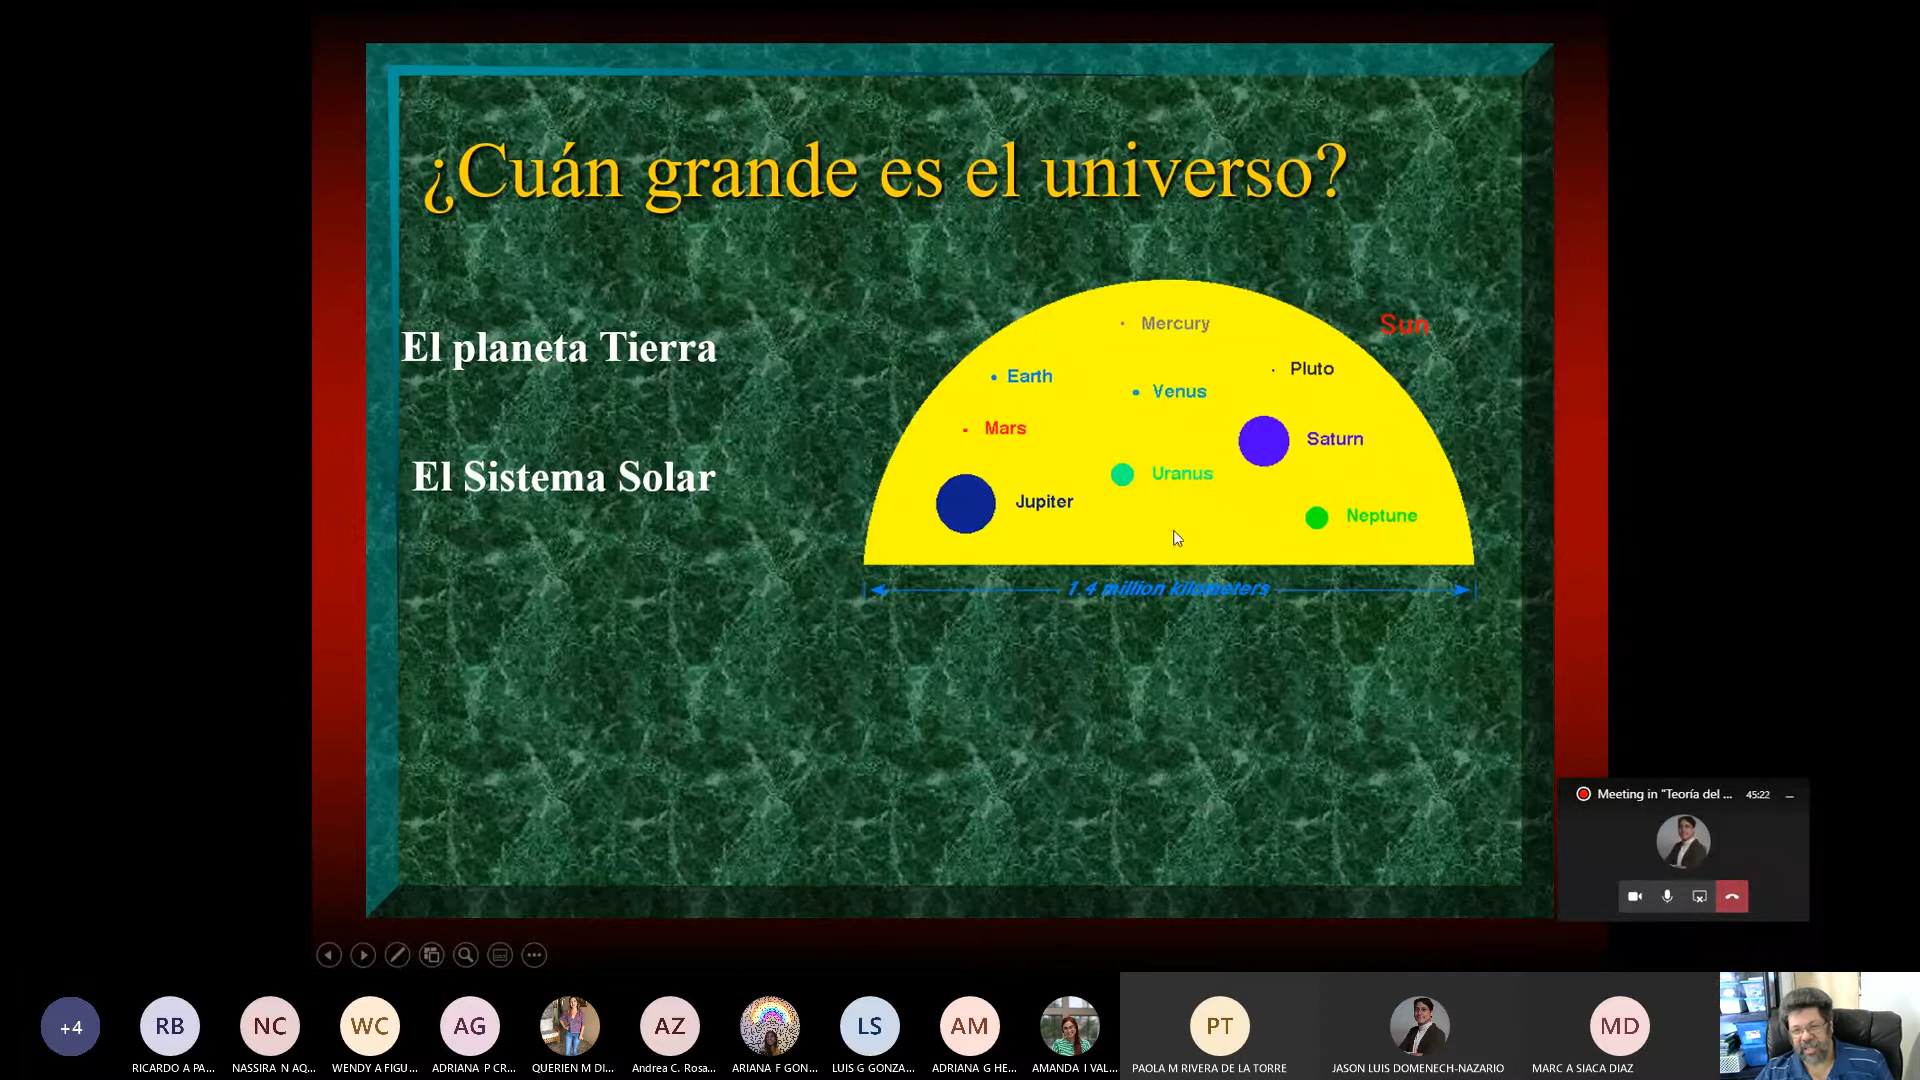 ¿Cuán grande es el universo?
El planeta Tierra
El Sistema Solar
Mercury
Sun
Earth
Pluto
Venus
Mars
Saturn
Uranus
Jupiter
Neptune
1.4 million kilometers
Meeting in "Teoría del ... 45:22
+4
RB
NC
WC
AG
AZ
LS
AM
PT
MD
RICARDO A PA...
NASSIRA N AQ...
WENDY A FIGU...
ADRIANA P CR...
QUERIEN M DI...
Andrea C. Rosa...
ARIANA F GON...
LUIS G GONZA...
ADRIANA G HE...
AMANDA I VAL...
PAOLA M RIVERA DE LA TORRE
JASON LUIS DOMENECH-NAZARIO
MARC A SIACA DIAZ